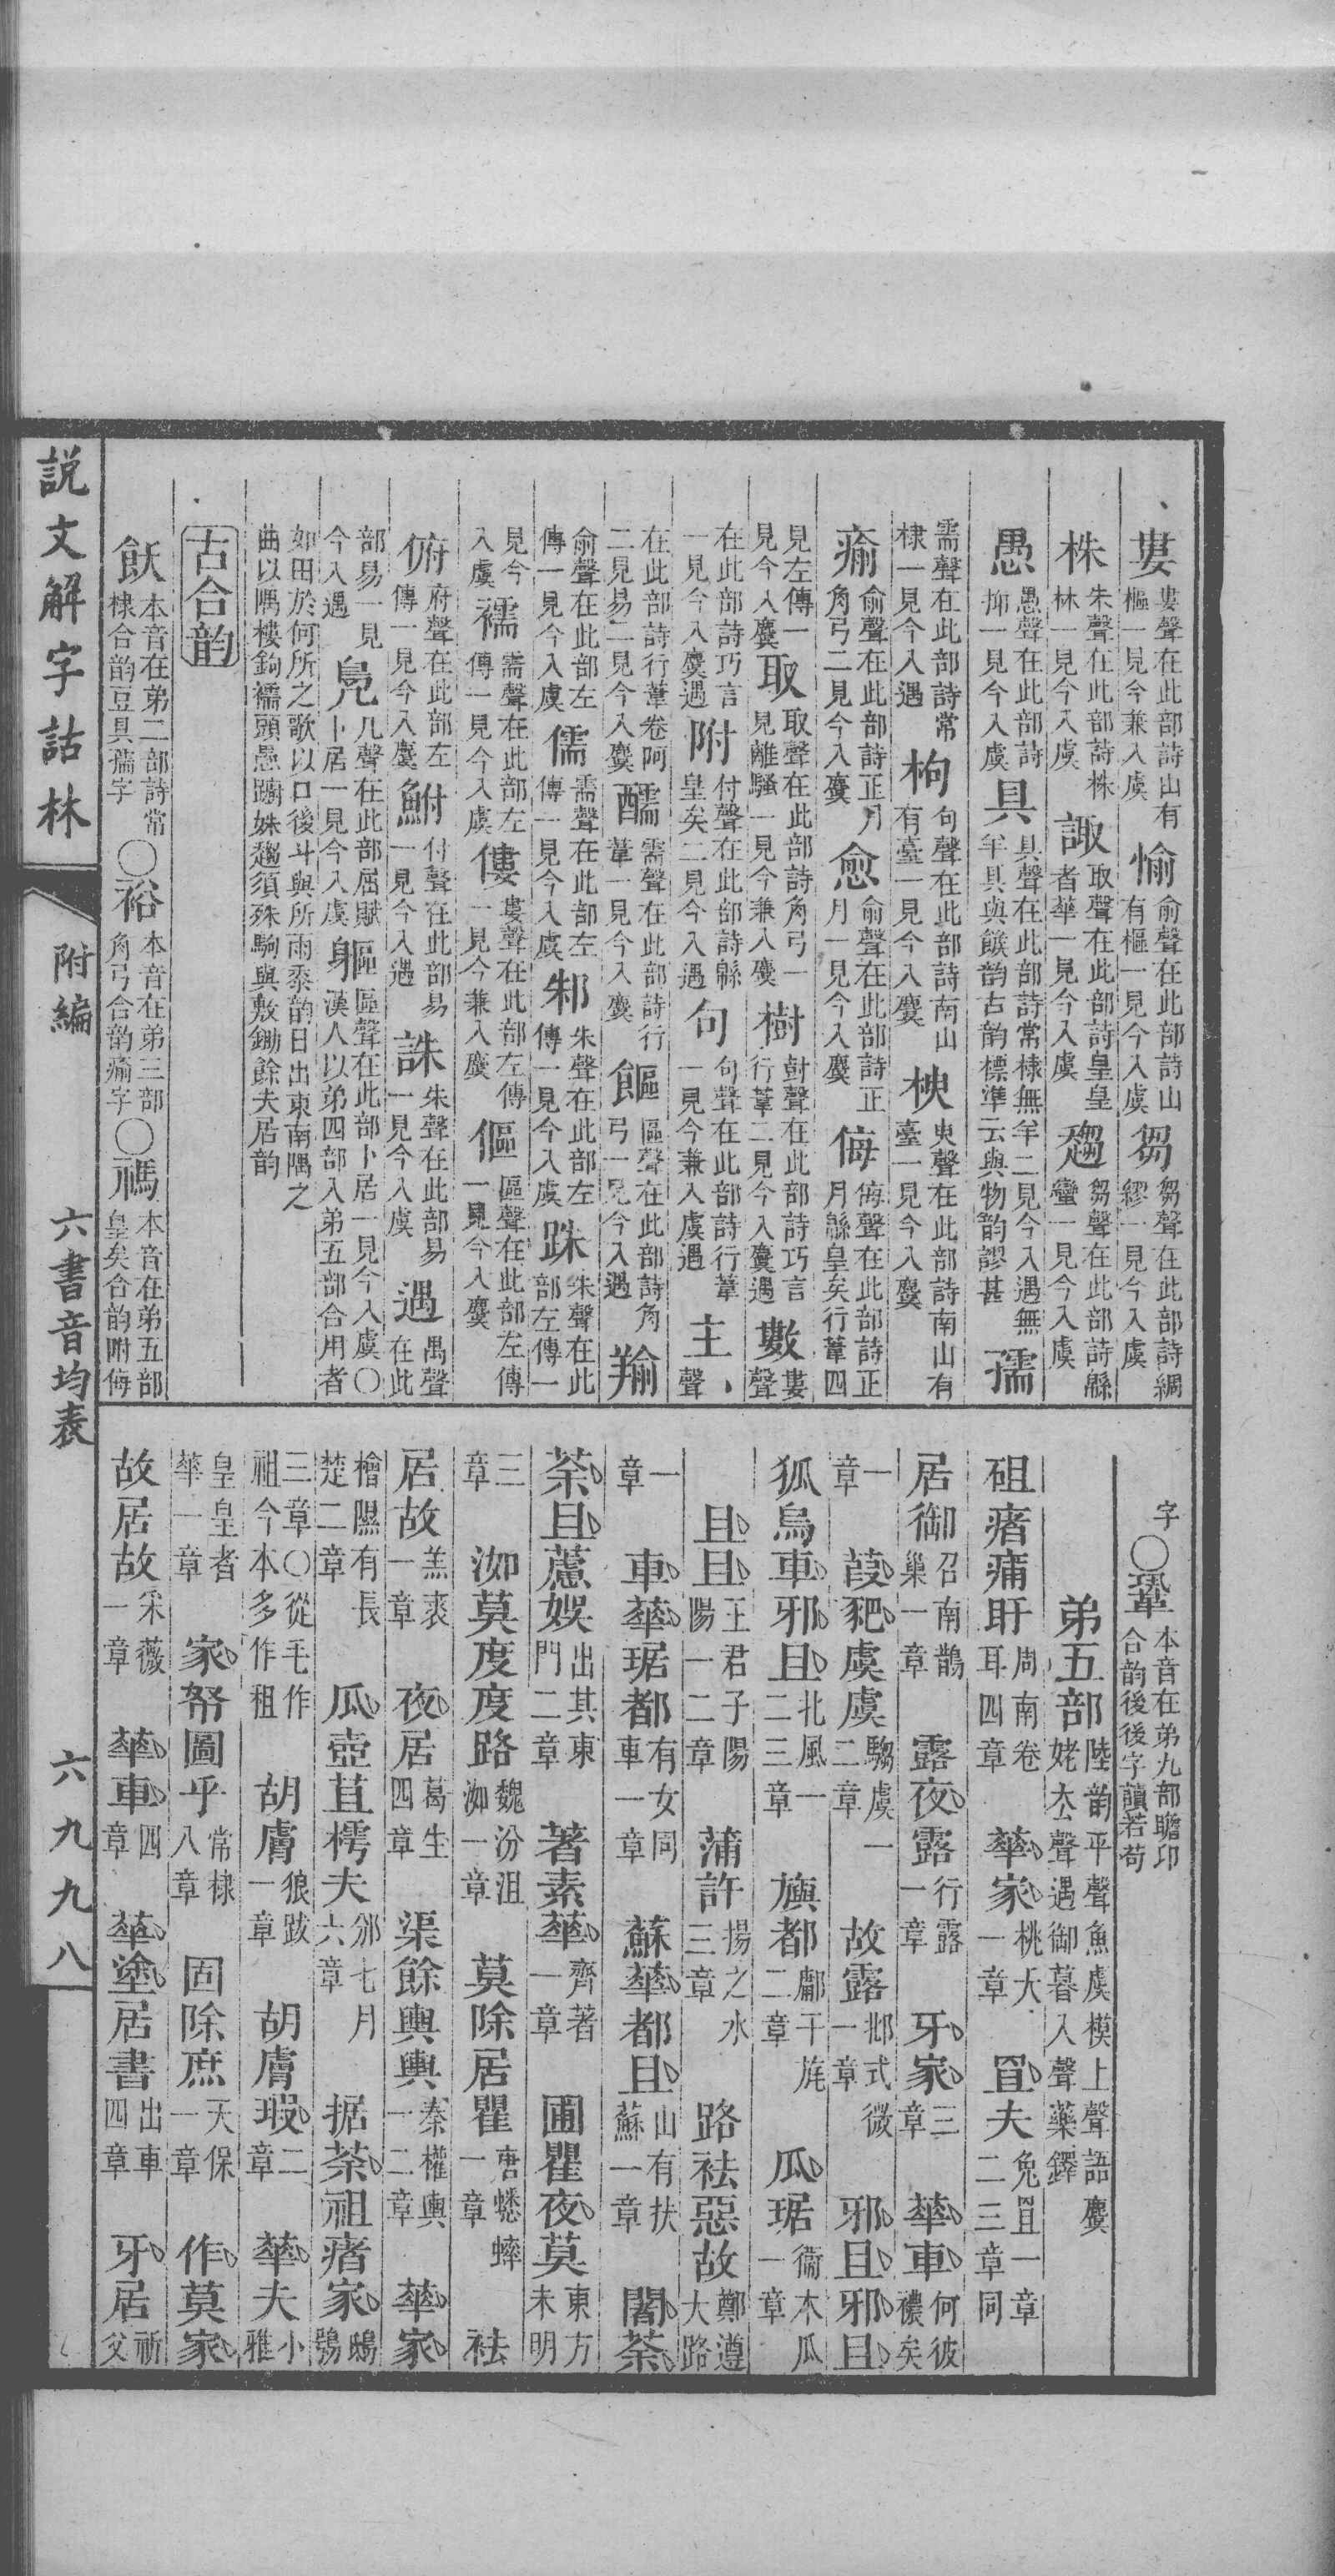 婁婁聲在此部詩山有樞一見今兼入虞 愉俞聲在此部詩山有樞一見今入虞 芻芻聲在此部詩綢繆一見今入虞
株朱聲在此部詩株林一見今入虞 諏取聲在此部詩皇皇者華一見今入虞 趨芻聲在此部詩緜蠻一見今入虞
愚愚聲在此部詩抑一見今入虞 具具聲在此部詩常棣無羊二見今入遇無羊具與餱韵古韵標準云與物韵謬甚 孺
需聲在此部詩常棣一見今入遇 枸句聲在此部詩南山有臺一見今入麌 楰臾聲在此部詩南山有臺一見今入麌
瘉俞聲在此部詩正月角弓二見今入麌 愈俞聲在此部詩正月一見今入麌 侮侮聲在此部詩正月緜皇矣行葦四
見左傳一見今入麌 取取聲在此部詩角弓一見離騷一見今兼入麌 樹尌聲在此部詩巧言行葦二見今入麌遇 數婁聲
在此部詩巧言一見今入麌遇 附付聲在此部詩緜皇矣二見今入遇 句句聲在此部詩行葦一見今兼入虞遇 主丶聲
在此部詩行葦卷阿二見易二見今入麌 醹需聲在此部詩行葦一見今入麌 饇區聲在此部詩角弓一見今入遇 羭
俞聲在此部左傳一見今入虞 儒需聲在此部左傳一見今入虞 邾朱聲在此部左傳一見今入虞 跦朱聲在此部左傳一
見今入虞 襦需聲在此部左傳一見今入虞 僂婁聲在此部左傳一見今兼入麌 傴區聲在此部左傳一見今入麌
俯府聲在此部左傳一見今入麌 鮒付聲在此部易一見今入遇 誅朱聲在此部易一見今入虞 遇禺聲在此
部易一見今入遇 鳧几聲在此部屈賦卜居一見今入虞 軀區聲在此部卜居一見今入虞〇漢人以弟四部入弟五部合用者
如田於何所之歌以口後斗與所雨黍韵日出東南隅之
曲以隅樓鉤襦頭愚躕姝趨須殊駒與敷鋤餘夫居韵
古合韵
飫本音在弟二部詩常棣合韵豆具孺字〇裕本音在弟三部角弓合韵瘉字〇禡本音在弟五部皇矣合韵附侮
字〇鞏本音在弟九部瞻卬合韵後後字讀若苟
弟五部陸韵平聲魚虞模上聲語麌姥去聲遇御暮入聲藥鐸
砠瘏痡盱周南卷耳四章 華家桃夭一章 罝夫兔罝一章二三章同
居御召南鵲巢一章 露夜露行露一章 牙家三章 華車何彼襛矣
一章 葭豝虞虞騶虞一二章 故露邶式微一章 邪且邪且
狐烏車邪且北風一二三章 旟都鄘干旄二章 瓜琚衞木瓜一章
且且王君子陽陽一二章 蒲許揚之水三章 路袪惡故鄭遵大路
一章 車華琚都有女同車一章 蘇華都且山有扶蘇一章 闍荼
荼且藘娛出其東門二章 著素華齊著一章 圃瞿夜莫東方未明
三章 洳莫度度路魏汾沮洳一章 莫除居瞿唐蟋蟀一章 袪
居故羔裘一章 夜居葛生四章 渠餘輿輿秦權輿一二章 華家
檜隰有長楚二章 瓜壺苴樗夫邠七月六章 据荼祖瘏家鴟鴞
三章〇從毛作祖今本多作租 胡膚狼跋一章 胡膚瑕二章 華夫小雅
皇皇者華一章 家帑圖乎常棣八章 固除庶天保一章 作莫家
故居故采薇一章 華車四章 華塗居書出車四章 牙居祈父
說文解字詁林 附編 六書音均表 六九九八